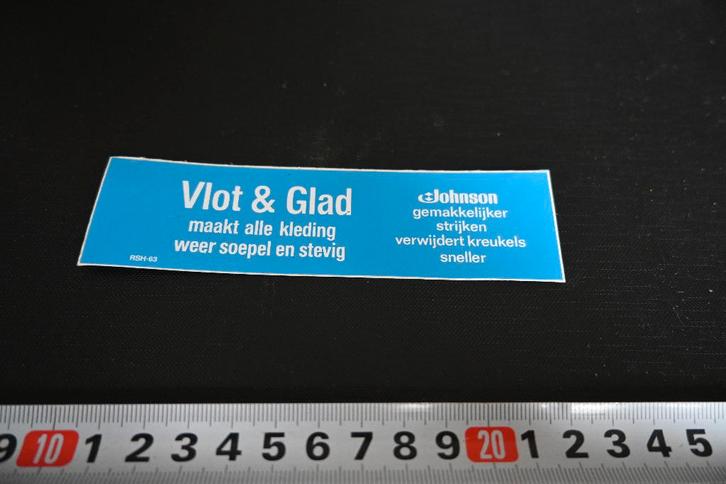 Vlot & Glad
maakt alle kleding
weer soepel en stevig
RSH-63
Johnson
gemakkelijker
strijken
verwijdert kreukels
sneller
9 10 1 2 3 4 5 6 7 8 9 20 1 2 3 4 5